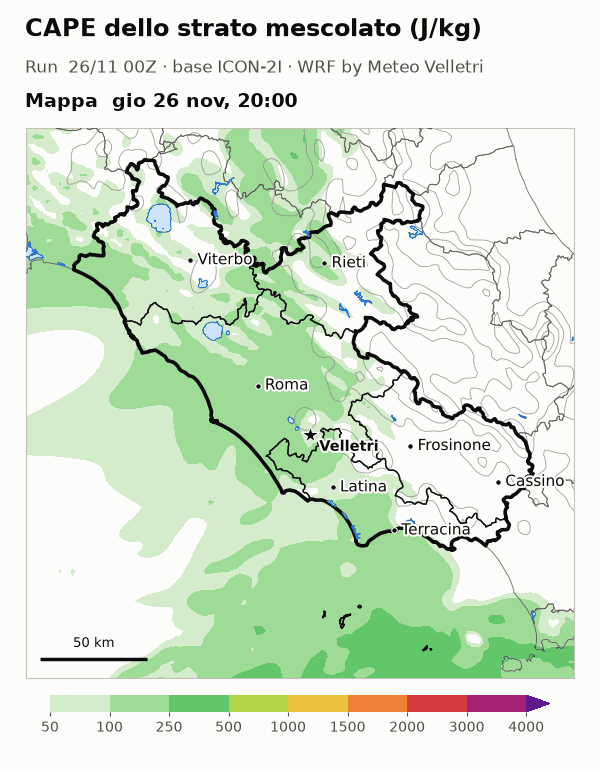 CAPE dello strato mescolato (J/kg)
Run  26/11 00Z · base ICON-2I · WRF by Meteo Velletri
Mappa  gio 26 nov, 20:00
Viterbo
Rieti
Roma
Velletri
Frosinone
Cassino
Latina
Terracina
50 km
50 100 250 500 1000 1500 2000 3000 4000